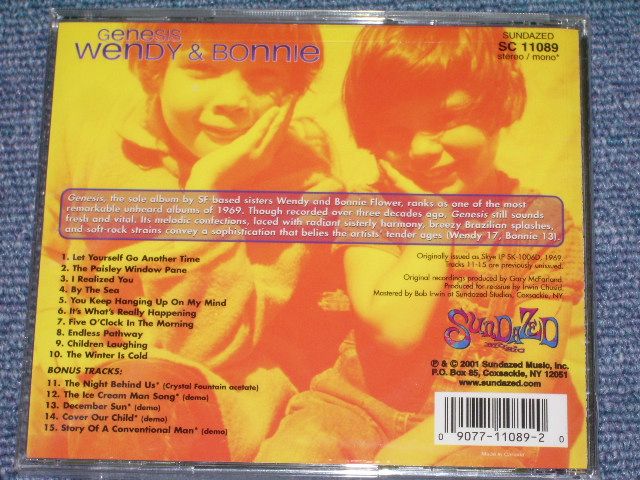 Genesis
WENDY & BONNIE
SUNDAZED
SC 11089
stereo / mono*
Genesis, the sole album by SF based sisters Wendy and Bonnie Flower, ranks as one of the most
remarkable unheard albums of 1969. Though recorded over three decades ago, Genesis still sounds
fresh and vital. Its melodic confections, laced with radiant sisterly harmony, breezy Brazilian splashes,
and soft-rock strains convey a sophistication that belies the artists' tender ages (Wendy 17, Bonnie 13).
1. Let Yourself Go Another Time
2. The Paisley Window Pane
3. I Realized You
4. By The Sea
5. You Keep Hanging Up On My Mind
6. It's What's Really Happening
7. Five O'Clock In The Morning
8. Endless Pathway
9. Children Laughing
10. The Winter Is Cold
BONUS TRACKS:
11. The Night Behind Us* (Crystal Fountain acetate)
12. The Ice Cream Man Song* (demo)
13. December Sun* (demo)
14. Cover Our Child* (demo)
15. Story Of A Conventional Man* (demo)
Originally issued as Skye LP SK-1006D, 1969.
Tracks 11-15 are previously unissued.
Original recordings produced by Gary McFarland.
Produced for reissue by Irwin Chusid.
Mastered by Bob Irwin at Sundazed Studios, Coxsackie, NY.
SUNDAZED
MUSIC
℗ & © 2001 Sundazed Music, Inc.
P.O. Box 85, Coxsackie, NY 12051
www.sundazed.com
0 9077-11089-2 0
Made in Canada